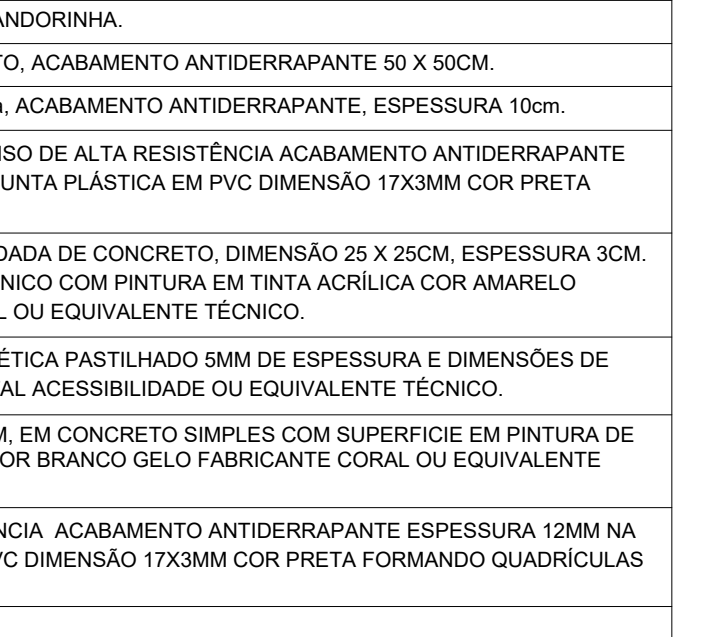 ANDORINHA.
TO, ACABAMENTO ANTIDERRAPANTE 50 X 50CM.
a, ACABAMENTO ANTIDERRAPANTE, ESPESSURA 10cm.
ISO DE ALTA RESISTÊNCIA ACABAMENTO ANTIDERRAPANTE
UNTA PLÁSTICA EM PVC DIMENSÃO 17X3MM COR PRETA
DADA DE CONCRETO, DIMENSÃO 25 X 25CM, ESPESSURA 3CM.
NICO COM PINTURA EM TINTA ACRÍLICA COR AMARELO
L OU EQUIVALENTE TÉCNICO.
ÉTICA PASTILHADO 5MM DE ESPESSURA E DIMENSÕES DE
AL ACESSIBILIDADE OU EQUIVALENTE TÉCNICO.
M, EM CONCRETO SIMPLES COM SUPERFICIE EM PINTURA DE
OR BRANCO GELO FABRICANTE CORAL OU EQUIVALENTE
NCIA ACABAMENTO ANTIDERRAPANTE ESPESSURA 12MM NA
VC DIMENSÃO 17X3MM COR PRETA FORMANDO QUADRÍCULAS